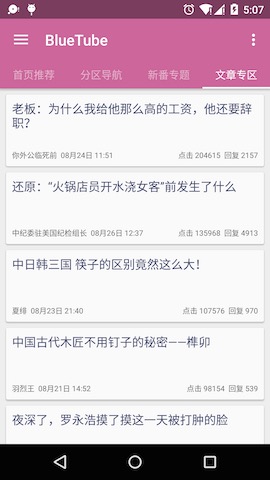 5:07
BlueTube
首页推荐 分区导航 新番专题 文章专区
老板：为什么我给他那么高的工资，他还要辞
职？
你外公临死前 08月24日 11:51 点击 204615 回复 2157
还原：“火锅店员开水浇女客”前发生了什么
中纪委驻美国纪检组长 08月26日 12:37 点击 135968 回复 4913
中日韩三国 筷子的区别竟然这么大！
夏绯 08月23日 21:40 点击 107576 回复 970
中国古代木匠不用钉子的秘密——榫卯
羽烈王 08月21日 14:52 点击 98154 回复 539
夜深了，罗永浩摸了摸这一天被打肿的脸